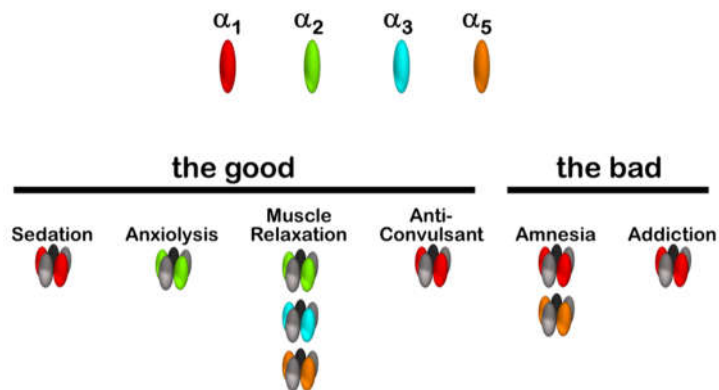 α1 α2 α3 α5
the good the bad
Sedation Anxiolysis Muscle Relaxation Anti-Convulsant Amnesia Addiction